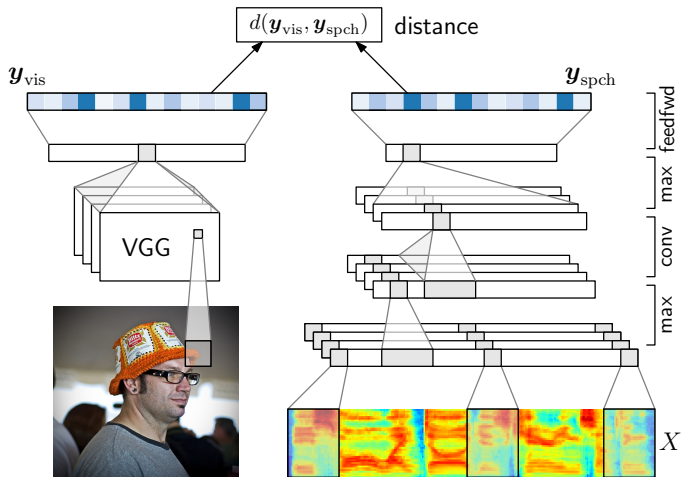 d(y_vis, y_spch) distance
y_vis
y_spch
feedfwd
max
conv
max
VGG
X